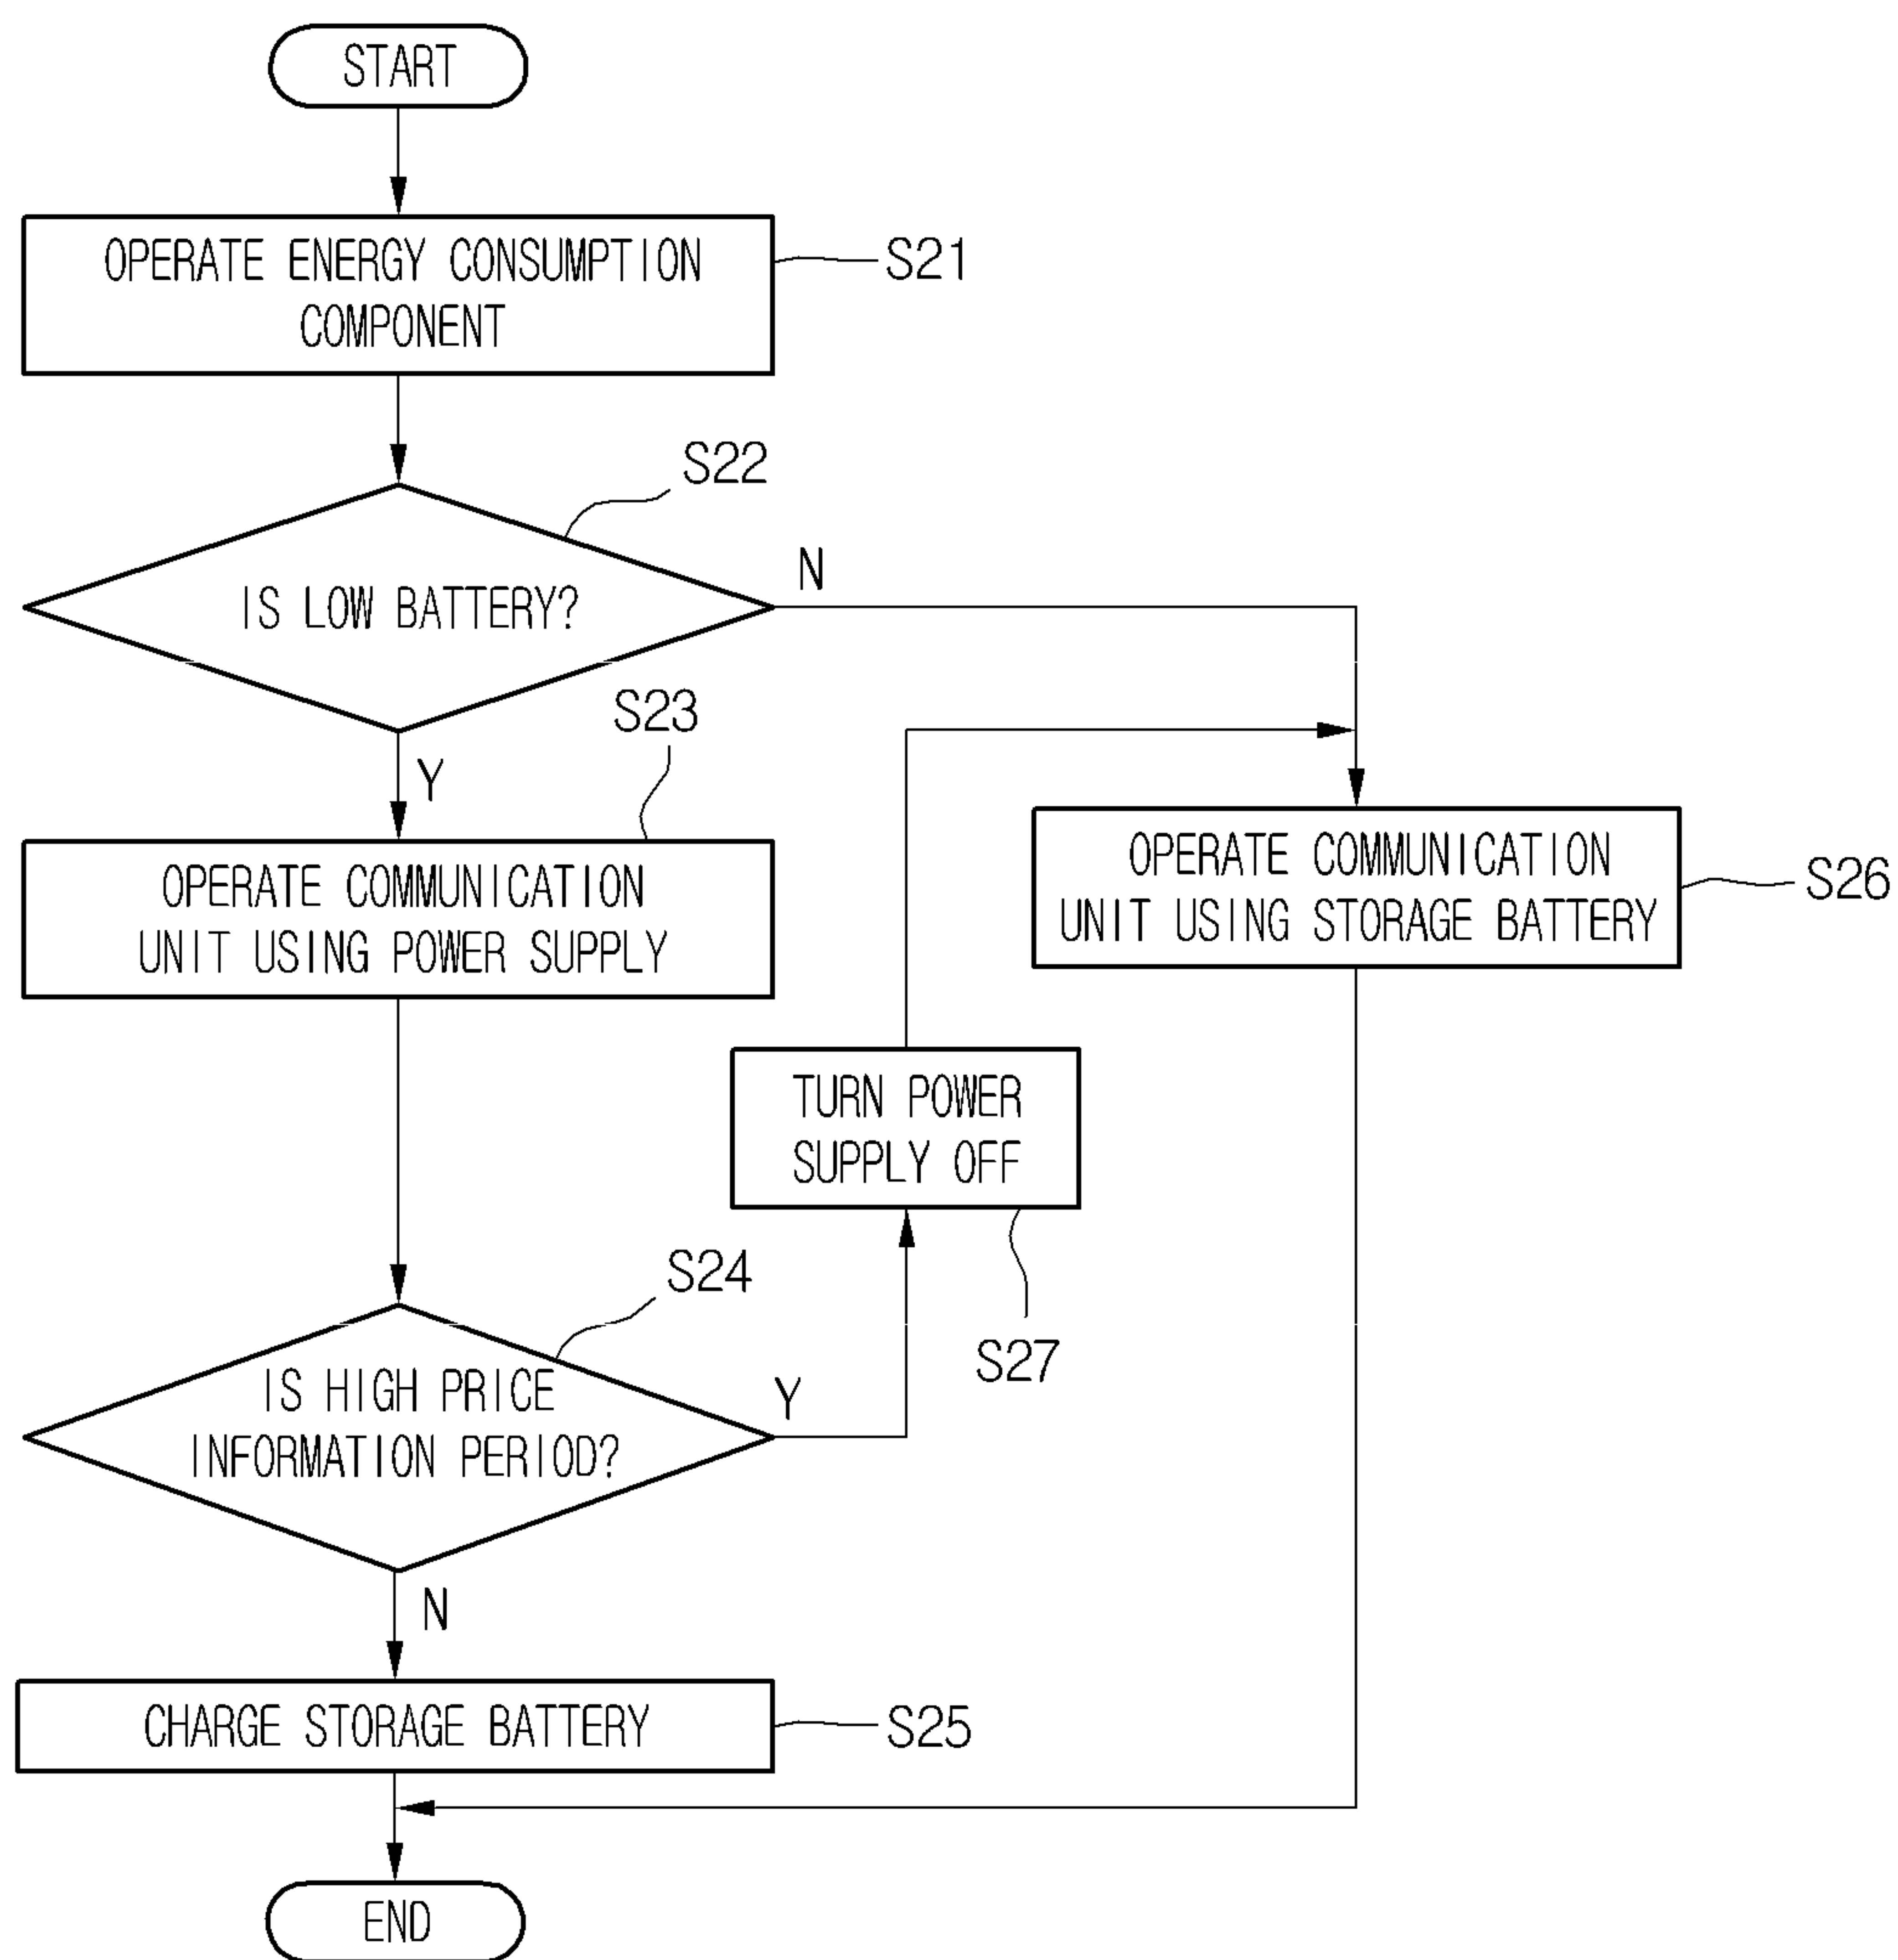 START
OPERATE ENERGY CONSUMPTION
COMPONENT
S21
S22
IS LOW BATTERY?
N
S23
Y
OPERATE COMMUNICATION
UNIT USING POWER SUPPLY
OPERATE COMMUNICATION
UNIT USING STORAGE BATTERY
S26
TURN POWER
SUPPLY OFF
S27
S24
IS HIGH PRICE
INFORMATION PERIOD?
Y
N
CHARGE STORAGE BATTERY
S25
END